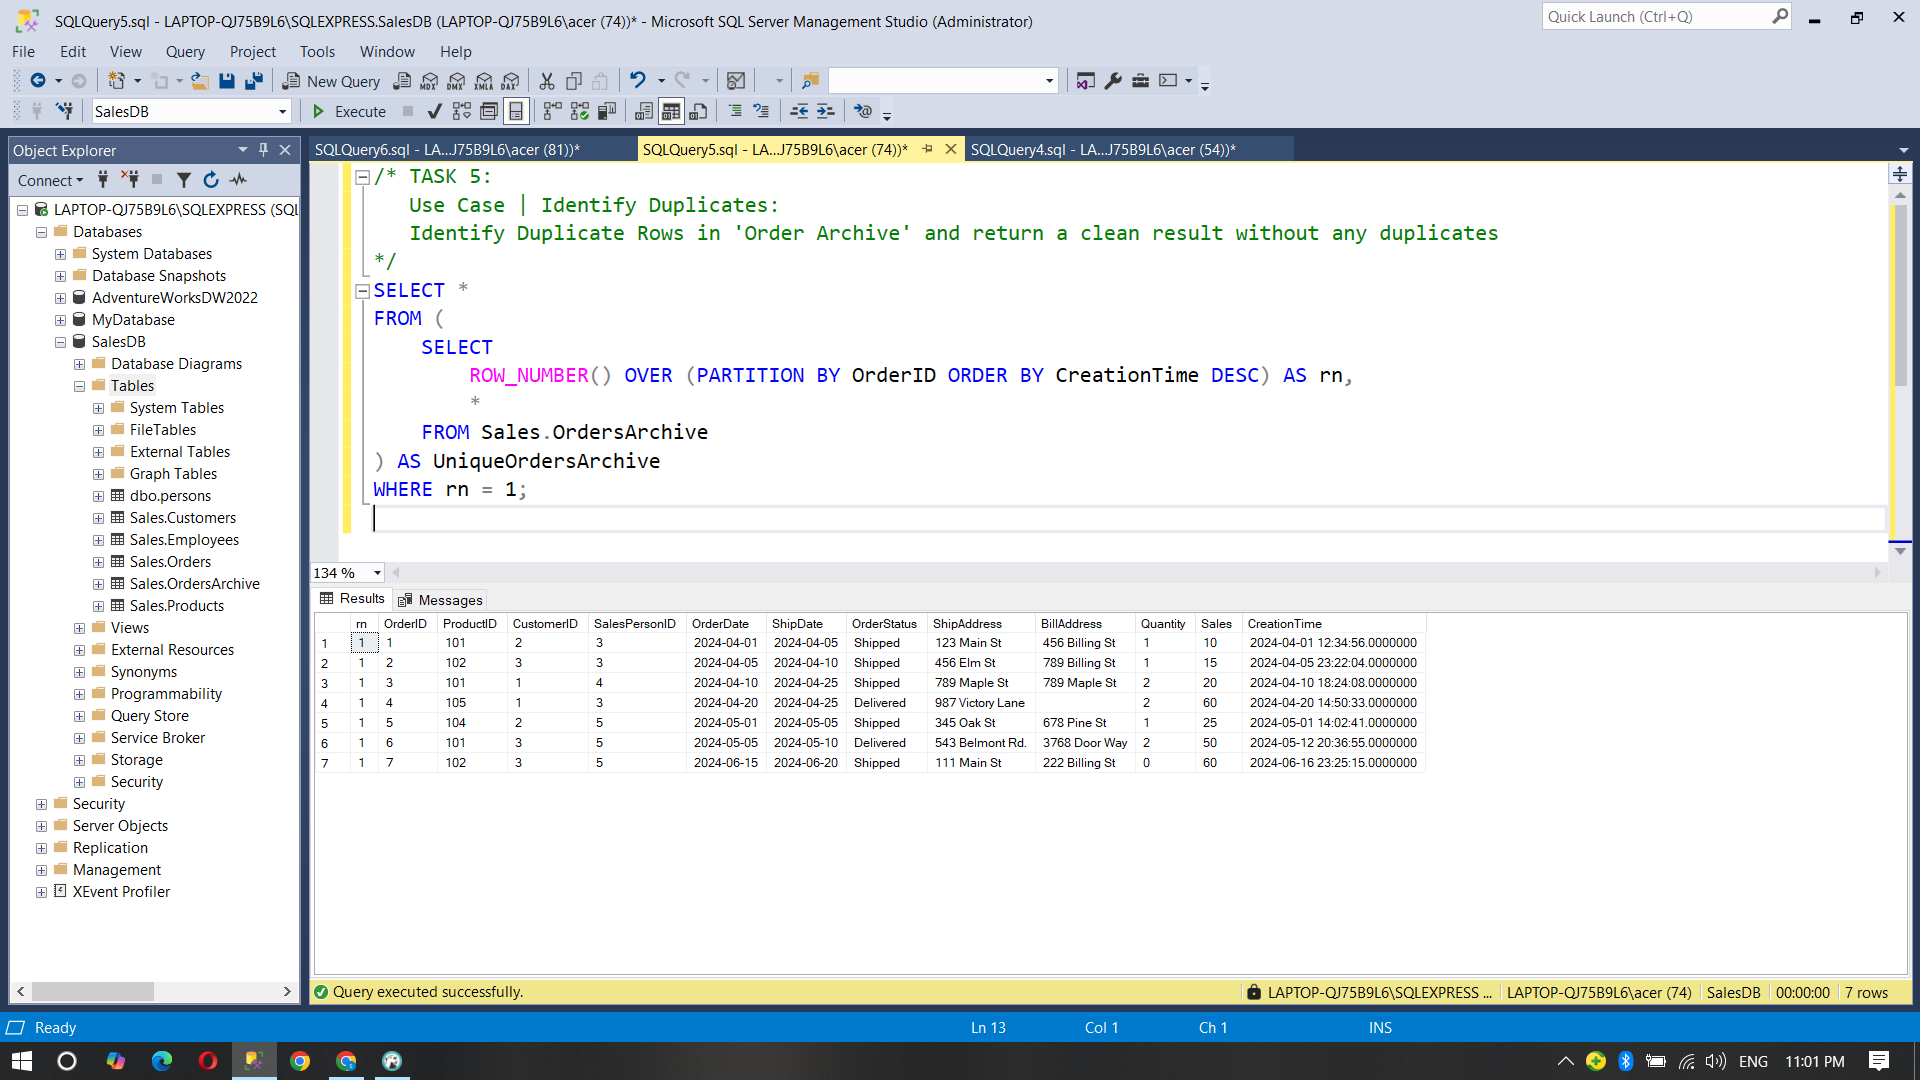 SQLQuery5.sql - LAPTOP-QJ75B9L6\SQLEXPRESS.SalesDB (LAPTOP-QJ75B9L6\acer (74))* - Microsoft SQL Server Management Studio (Administrator)
Quick Launch (Ctrl+Q)
File Edit View Query Project Tools Window Help
New Query
MDX DMX XMLA DAX
SalesDB
Execute
Object Explorer
SQLQuery6.sql - LA...J75B9L6\acer (81))*
SQLQuery5.sql - LA...J75B9L6\acer (74))*
SQLQuery4.sql - LA...J75B9L6\acer (54))*
Connect
LAPTOP-QJ75B9L6\SQLEXPRESS (SQL
Databases
System Databases
Database Snapshots
AdventureWorksDW2022
MyDatabase
SalesDB
Database Diagrams
Tables
System Tables
FileTables
External Tables
Graph Tables
dbo.persons
Sales.Customers
Sales.Employees
Sales.Orders
Sales.OrdersArchive
Sales.Products
Views
External Resources
Synonyms
Programmability
Query Store
Service Broker
Storage
Security
Security
Server Objects
Replication
Management
XEvent Profiler
/* TASK 5:
Use Case | Identify Duplicates:
Identify Duplicate Rows in 'Order Archive' and return a clean result without any duplicates
*/
SELECT *
FROM (
SELECT
ROW_NUMBER() OVER (PARTITION BY OrderID ORDER BY CreationTime DESC) AS rn,
*
FROM Sales.OrdersArchive
) AS UniqueOrdersArchive
WHERE rn = 1;
134 %
Results Messages
rn OrderID ProductID CustomerID SalesPersonID OrderDate ShipDate OrderStatus ShipAddress BillAddress Quantity Sales CreationTime
1 1 1 101 2 3 2024-04-01 2024-04-05 Shipped 123 Main St 456 Billing St 1 10 2024-04-01 12:34:56.0000000
2 1 2 102 3 3 2024-04-05 2024-04-10 Shipped 456 Elm St 789 Billing St 1 15 2024-04-05 23:22:04.0000000
3 1 3 101 1 4 2024-04-10 2024-04-25 Shipped 789 Maple St 789 Maple St 2 20 2024-04-10 18:24:08.0000000
4 1 4 105 1 3 2024-04-20 2024-04-25 Delivered 987 Victory Lane 2 60 2024-04-20 14:50:33.0000000
5 1 5 104 2 5 2024-05-01 2024-05-05 Shipped 345 Oak St 678 Pine St 1 25 2024-05-01 14:02:41.0000000
6 1 6 101 3 5 2024-05-05 2024-05-10 Delivered 543 Belmont Rd. 3768 Door Way 2 50 2024-05-12 20:36:55.0000000
7 1 7 102 3 5 2024-06-15 2024-06-20 Shipped 111 Main St 222 Billing St 0 60 2024-06-16 23:25:15.0000000
Query executed successfully.
LAPTOP-QJ75B9L6\SQLEXPRESS ... LAPTOP-QJ75B9L6\acer (74) SalesDB 00:00:00 7 rows
Ready Ln 13 Col 1 Ch 1 INS
ENG 11:01 PM